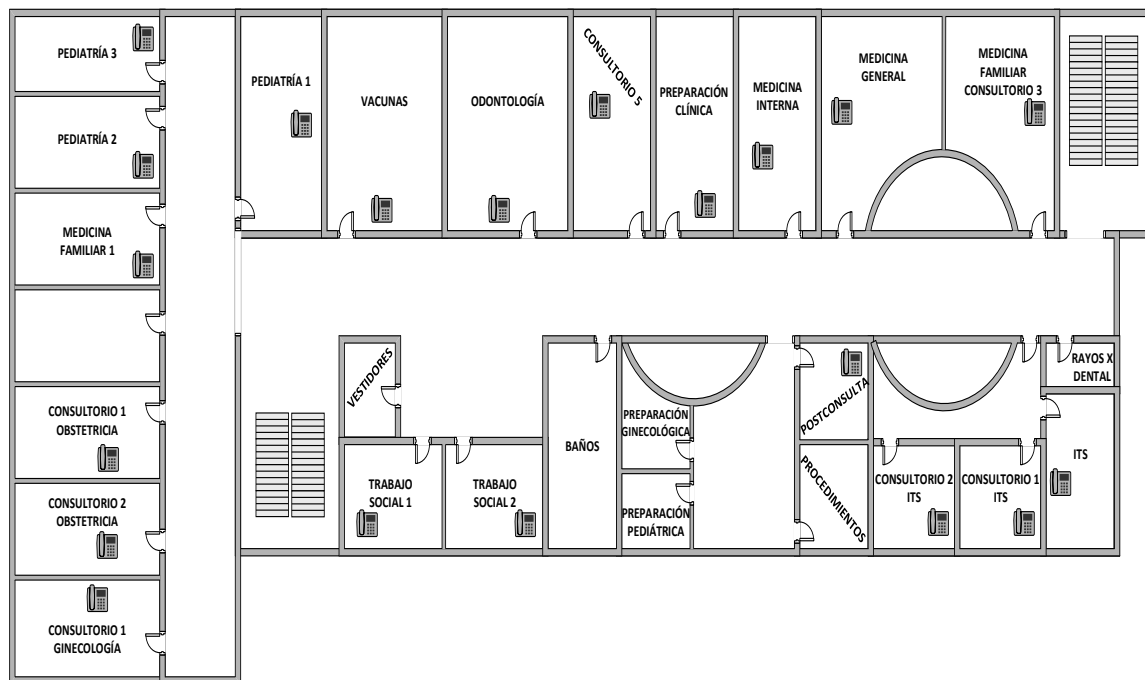 PEDIATRÍA 3
PEDIATRÍA 2
MEDICINA
FAMILIAR 1
CONSULTORIO 1
OBSTETRICIA
CONSULTORIO 2
OBSTETRICIA
CONSULTORIO 1
GINECOLOGÍA
PEDIATRÍA 1
VACUNAS
ODONTOLOGÍA
CONSULTORIO 5
PREPARACIÓN
CLÍNICA
MEDICINA
INTERNA
MEDICINA
GENERAL
MEDICINA
FAMILIAR
CONSULTORIO 3
VESTIDORES
TRABAJO
SOCIAL 1
TRABAJO
SOCIAL 2
BAÑOS
PREPARACIÓN
GINECOLÓGICA
PREPARACIÓN
PEDIÁTRICA
POSTCONSULTA
PROCEDIMIENTOS
CONSULTORIO 2
ITS
CONSULTORIO 1
ITS
RAYOS X
DENTAL
ITS